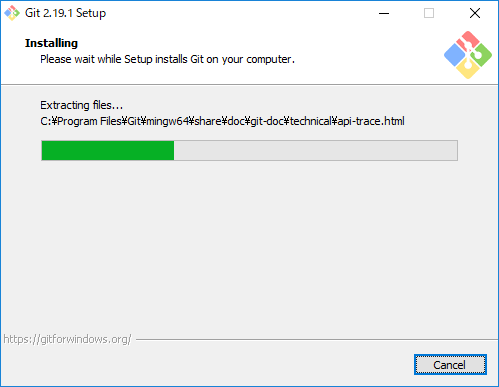 Git 2.19.1 Setup
Installing
Please wait while Setup installs Git on your computer.
Extracting files...
C:¥Program Files¥Git¥mingw64¥share¥doc¥git-doc¥technical¥api-trace.html
https://gitforwindows.org/
Cancel